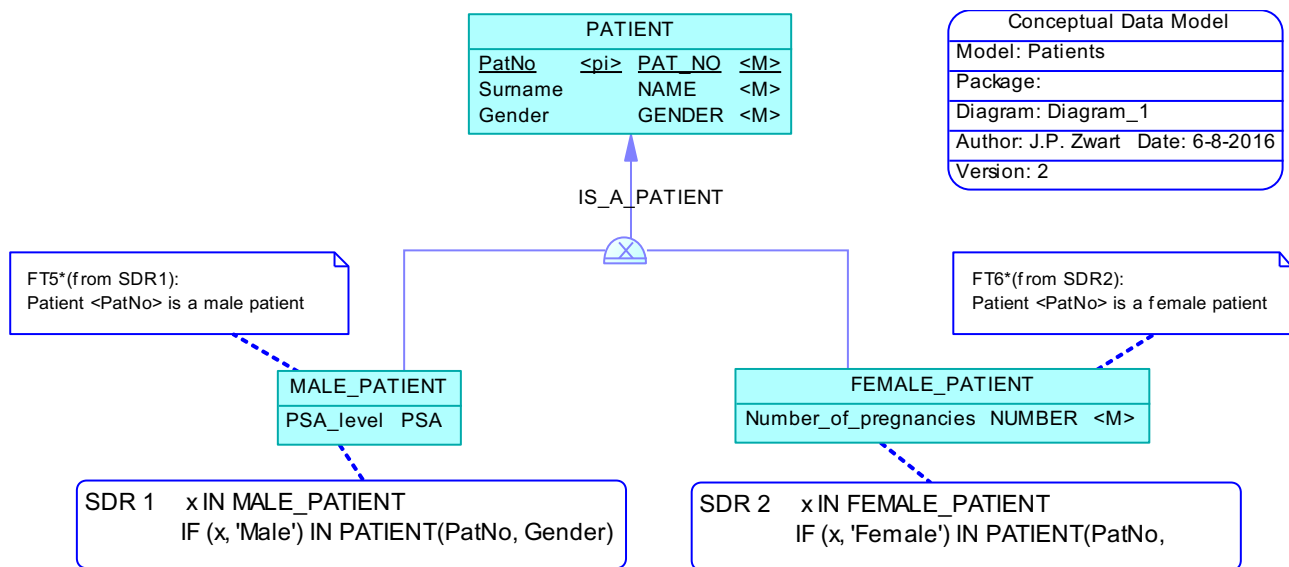 PATIENT
PatNo <pi> PAT_NO <M>
Surname NAME <M>
Gender GENDER <M>
Conceptual Data Model
Model: Patients
Package:
Diagram: Diagram_1
Author: J.P. Zwart Date: 6-8-2016
Version: 2
IS_A_PATIENT
X
FT5*(from SDR1):
Patient <PatNo> is a male patient
FT6*(from SDR2):
Patient <PatNo> is a female patient
MALE_PATIENT
PSA_level PSA
FEMALE_PATIENT
Number_of_pregnancies NUMBER <M>
SDR 1 x IN MALE_PATIENT
IF (x, 'Male') IN PATIENT(PatNo, Gender)
SDR 2 x IN FEMALE_PATIENT
IF (x, 'Female') IN PATIENT(PatNo,